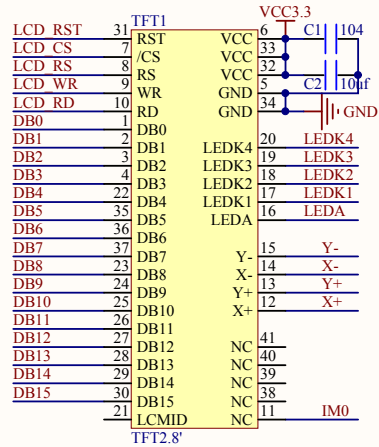 VCC3.3
TFT1
LCD_RST 31 RST VCC 6 C1 104
LCD_CS 7 /CS VCC 33
LCD_RS 8 RS VCC 32 C2 10uf
LCD_WR 9 WR GND 5
LCD_RD 10 RD GND 34 GND
DB0 1 DB0
DB1 2 DB1 LEDK4 20 LEDK4
DB2 3 DB2 LEDK3 19 LEDK3
DB3 4 DB3 LEDK2 18 LEDK2
DB4 22 DB4 LEDK1 17 LEDK1
DB5 35 DB5 LEDA 16 LEDA
DB6 36 DB6
DB7 37 DB7 Y- 15 Y-
DB8 23 DB8 X- 14 X-
DB9 24 DB9 Y+ 13 Y+
DB10 25 DB10 X+ 12 X+
DB11 26 DB11
DB12 27 DB12 NC 41
DB13 28 DB13 NC 40
DB14 29 DB14 NC 39
DB15 30 DB15 NC 38
21 LCMID NC 11 IM0
TFT2.8'